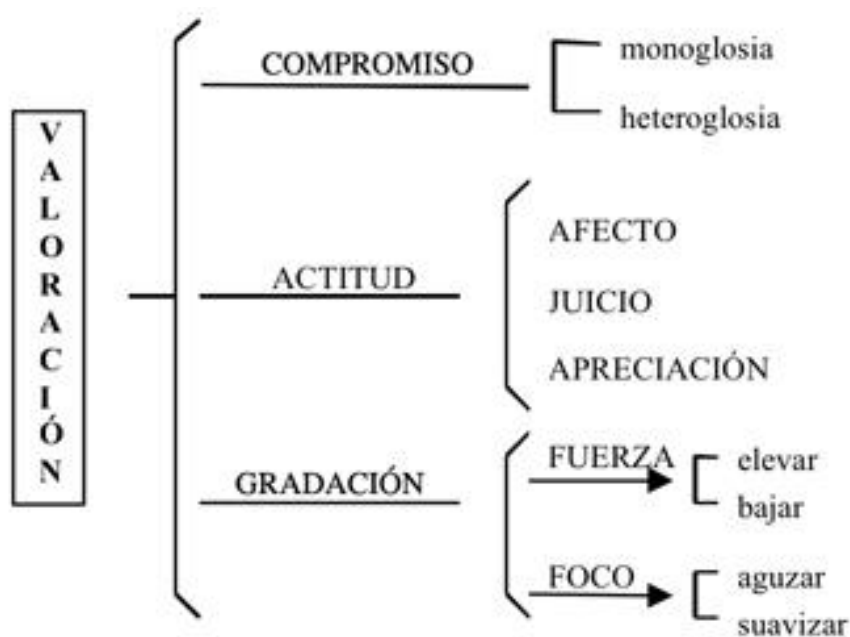 VALORACIÓN
COMPROMISO
monoglosia
heteroglosia
ACTITUD
AFECTO
JUICIO
APRECIACIÓN
GRADACIÓN
FUERZA
elevar
bajar
FOCO
aguzar
suavizar